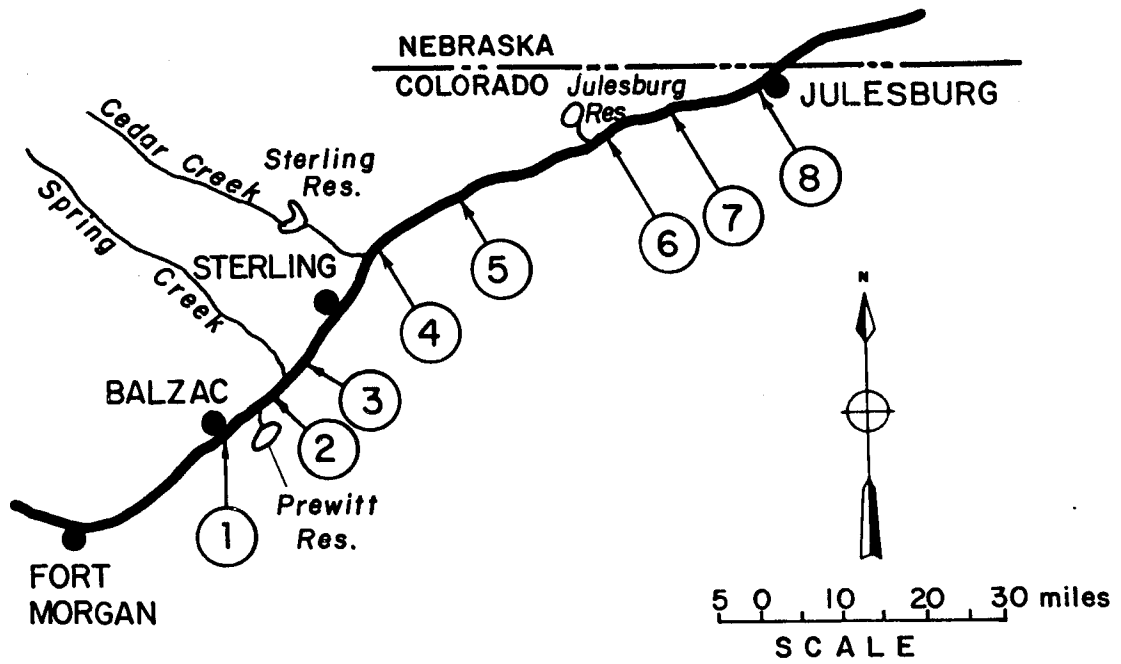 NEBRASKA
COLORADO
Julesburg
Res.
JULESBURG
Cedar Creek
Sterling
Res.
Spring Creek
STERLING
BALZAC
Prewitt
Res.
FORT
MORGAN
1
2
3
4
5
6
7
8
N
5 0 10 20 30 miles
SCALE